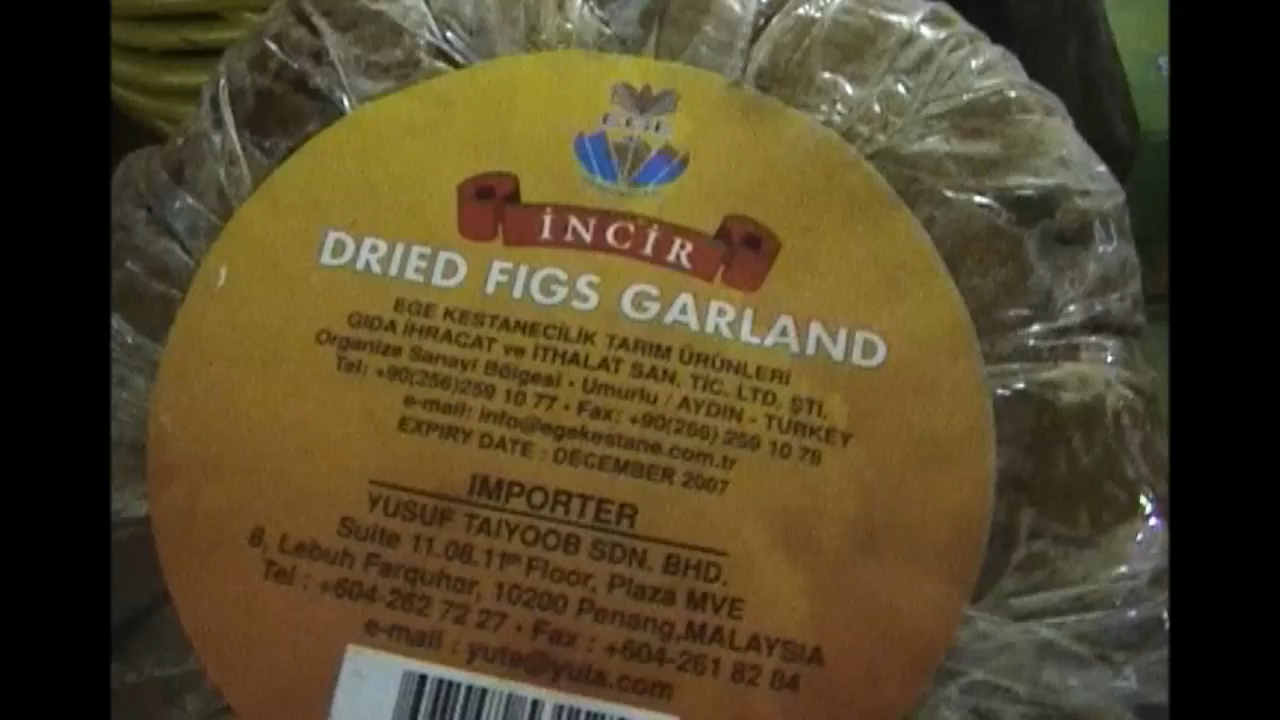 EGE
İNCİR
DRIED FIGS GARLAND
EGE KESTANECİLİK TARIM ÜRÜNLERİ
GIDA İHRACAT ve İTHALAT SAN. TİC. LTD. ŞTİ.
Organize Sanayi Bölgesi - Umurlu / AYDIN - TURKEY
Tel: +90(256)259 10 77 • Fax: +90(256) 259 10 78
e-mail: info@egekestane.com.tr
EXPIRY DATE : DECEMBER 2007
IMPORTER
YUSUF TAIYOOB SDN. BHD.
Suite 11.08.11th Floor, Plaza MVE
8, Lebuh Farquhar, 10200 Penang,MALAYSIA
Tel : +604-262 72 27 • Fax : +604-261 82 84
e-mail : yuta@yuta.com